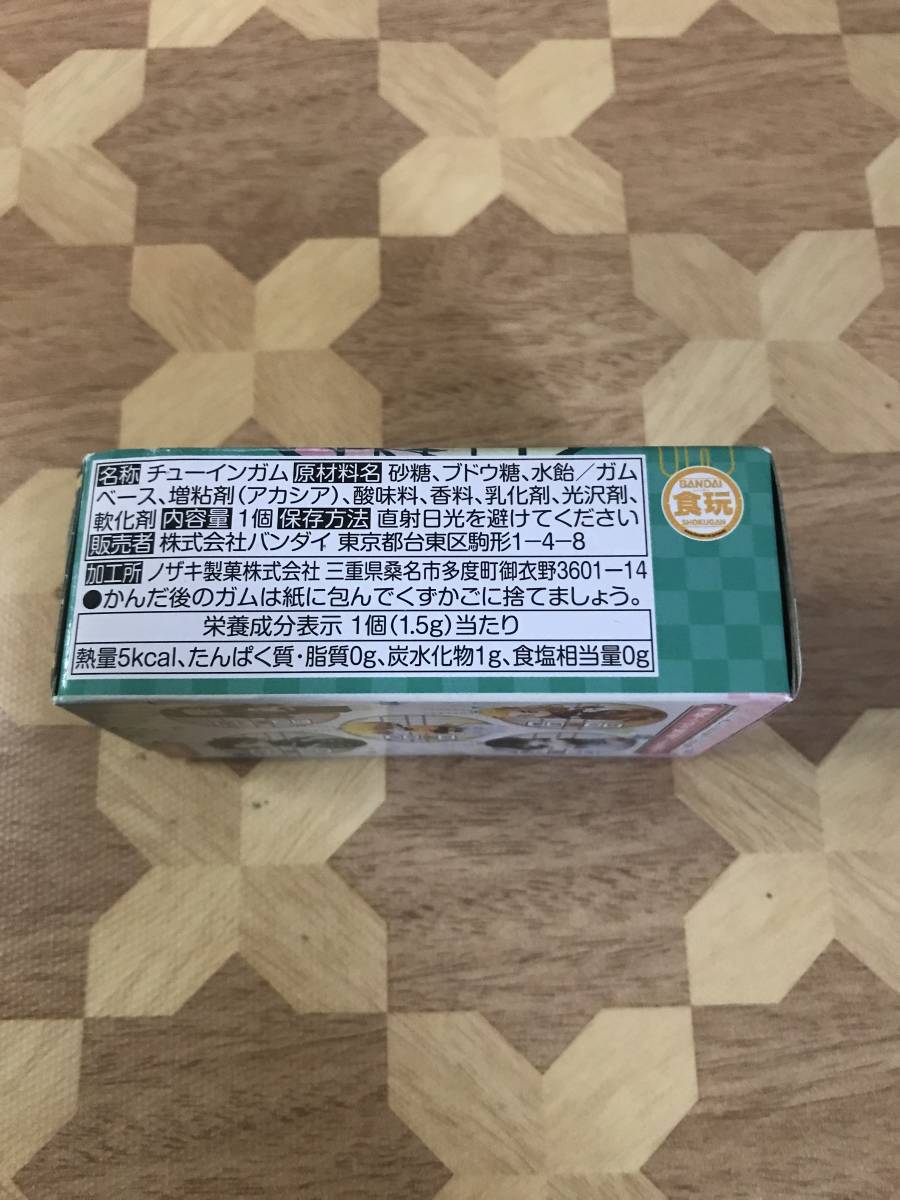 名称 チューインガム 原材料名 砂糖、ブドウ糖、水飴／ガム
ベース、増粘剤(アカシア)、酸味料、香料、乳化剤、光沢剤、
軟化剤 内容量 1個 保存方法 直射日光を避けてください
販売者 株式会社バンダイ 東京都台東区駒形1−4−8
加工所 ノザキ製菓株式会社 三重県桑名市多度町御衣野3601−14
●かんだ後のガムは紙に包んでくずかごに捨てましょう。
栄養成分表示 1個(1.5g)当たり
熱量5kcal、たんぱく質・脂質0g、炭水化物1g、食塩相当量0g
BANDAI
食玩
SHOKUGAN